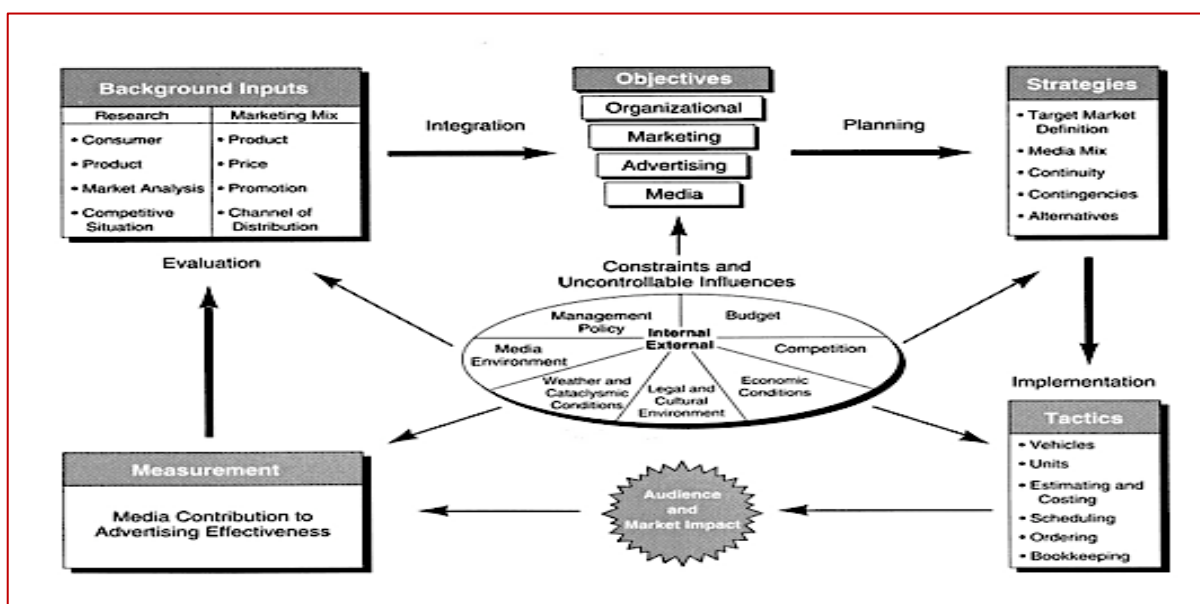 Background Inputs
Research
• Consumer
• Product
• Market Analysis
• Competitive
Situation
Marketing Mix
• Product
• Price
• Promotion
• Channel of
Distribution
Integration
Objectives
Organizational
Marketing
Advertising
Media
Planning
Strategies
• Target Market
Definition
• Media Mix
• Continuity
• Contingencies
• Alternatives
Evaluation
Constraints and
Uncontrollable Influences
Management
Policy
Budget
Internal
External
Media
Environment
Competition
Weather and
Cataclysmic
Conditions
Legal and
Cultural
Environment
Economic
Conditions
Implementation
Tactics
• Vehicles
• Units
• Estimating and
Costing
• Scheduling
• Ordering
• Bookkeeping
Audience
and
Market Impact
Measurement
Media Contribution to
Advertising Effectiveness